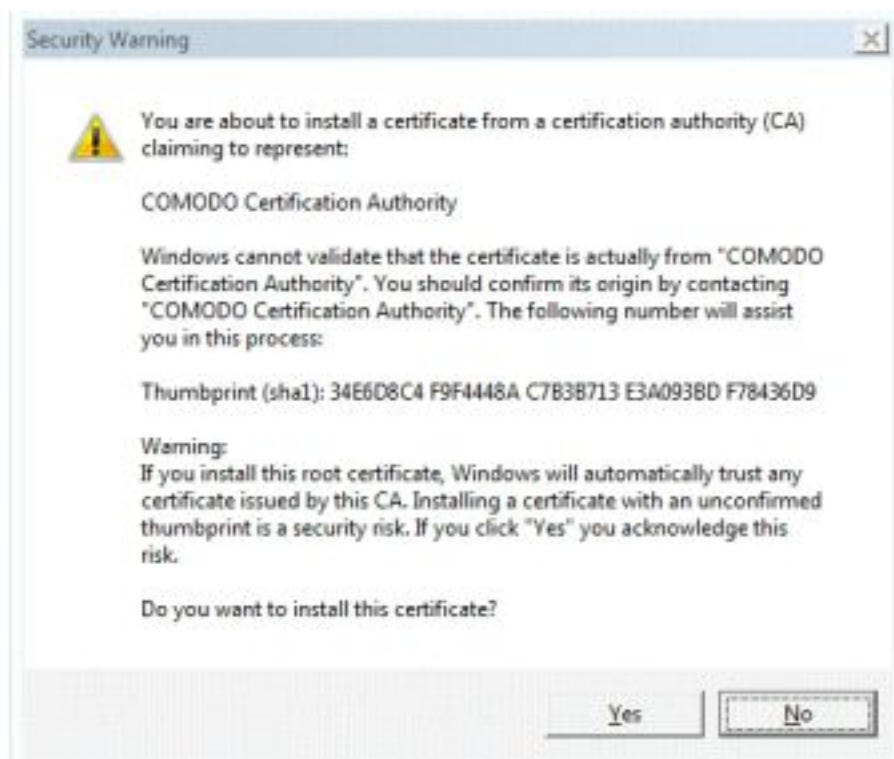 Security Warning
You are about to install a certificate from a certification authority (CA)
claiming to represent:
COMODO Certification Authority
Windows cannot validate that the certificate is actually from "COMODO
Certification Authority". You should confirm its origin by contacting
"COMODO Certification Authority". The following number will assist
you in this process:
Thumbprint (sha1): 34E6D8C4 F9F4448A C7B3B713 E3A093BD F78436D9
Warning:
If you install this root certificate, Windows will automatically trust any
certificate issued by this CA. Installing a certificate with an unconfirmed
thumbprint is a security risk. If you click "Yes" you acknowledge this
risk.
Do you want to install this certificate?
Yes
No